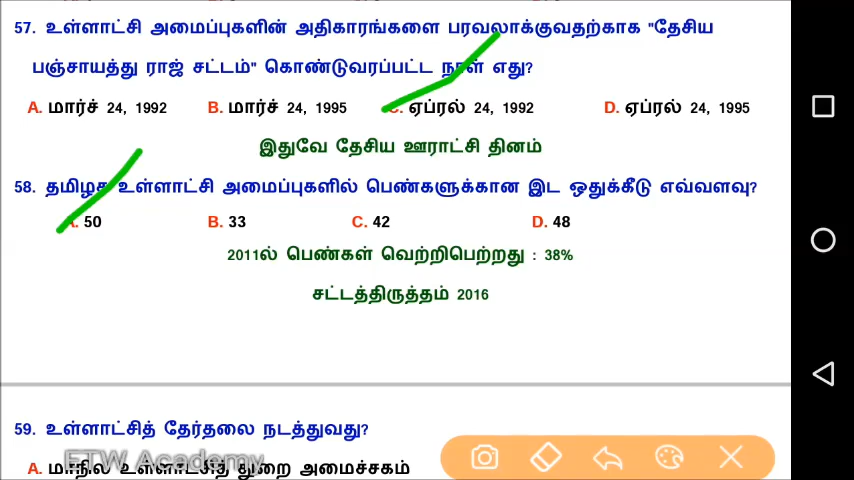 57. உள்ளாட்சி அமைப்புகளின் அதிகாரங்களை பரவலாக்குவதற்காக "தேசிய
பஞ்சாயத்து ராஜ் சட்டம்" கொண்டுவரப்பட்ட நாள் எது?
A. மார்ச் 24, 1992 B. மார்ச் 24, 1995 C. ஏப்ரல் 24, 1992 D. ஏப்ரல் 24, 1995
இதுவே தேசிய ஊராட்சி தினம்
58. தமிழக உள்ளாட்சி அமைப்புகளில் பெண்களுக்கான இட ஒதுக்கீடு எவ்வளவு?
A. 50 B. 33 C. 42 D. 48
2011ல் பெண்கள் வெற்றிபெற்றது : 38%
சட்டத்திருத்தம் 2016
59. உள்ளாட்சித் தேர்தலை நடத்துவது?
A. மாநில உள்ளாட்சித் துறை அமைச்சகம்
ETW Academy